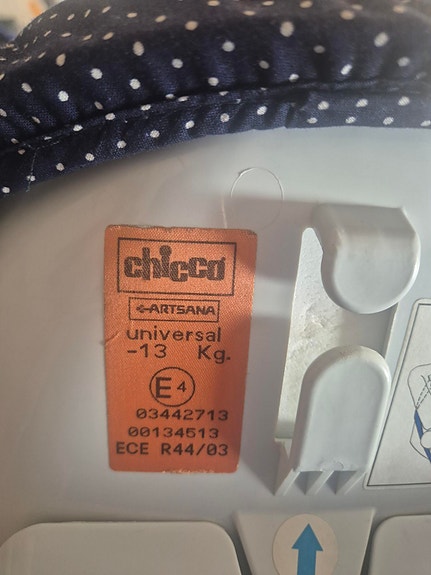 chicco
ARTSANA
universal
-13 Kg.
E4
03442713
00134513
ECE R44/03